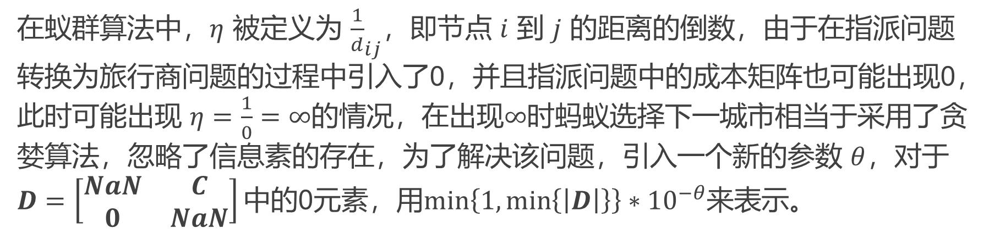 在蚁群算法中，η 被定义为 $\frac{1}{d_{ij}}$，即节点 i 到 j 的距离的倒数，由于在指派问题
转换为旅行商问题的过程中引入了0，并且指派问题中的成本矩阵也可能出现0，
此时可能出现 $η = \frac{1}{0} = ∞$的情况，在出现∞时蚂蚁选择下一城市相当于采用了贪
婪算法，忽略了信息素的存在，为了解决该问题，引入一个新的参数 θ，对于
$\boldsymbol{D} = \begin{bmatrix} \boldsymbol{NaN} & \boldsymbol{C} \\ \boldsymbol{0} & \boldsymbol{NaN} \end{bmatrix}$ 中的0元素，用$\min\{1, \min\{|\boldsymbol{D}|\}\} * 10^{-θ}$来表示。